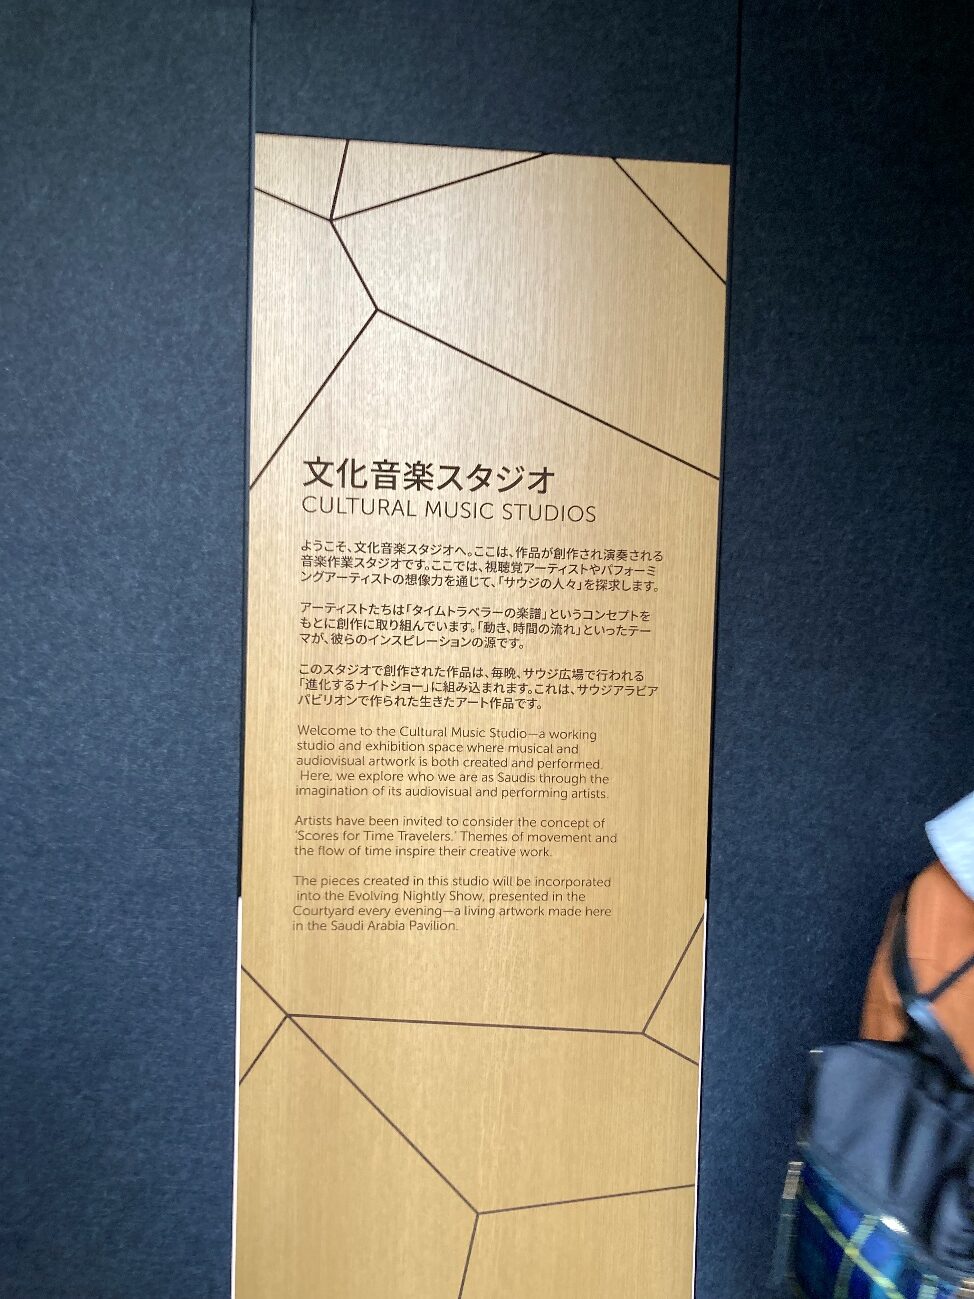 文化音楽スタジオ
CULTURAL MUSIC STUDIOS
ようこそ、文化音楽スタジオへ。ここは、作品が創作され演奏される
音楽作業スタジオです。ここでは、視聴覚アーティストやパフォーミ
ングアーティストの想像力を通じて、「サウジの人々」を探求します。
アーティストたちは「タイムトラベラーの楽譜」というコンセプトを
もとに創作に取り組んでいます。「動き、時間の流れ」といったテー
マが、彼らのインスピレーションの源です。
このスタジオで創作された作品は、毎晩、サウジ広場で行われる
「進化するナイトショー」に組み込まれます。これは、サウジアラビア
パビリオンで作られた生きたアート作品です。
Welcome to the Cultural Music Studio—a working
studio and exhibition space where musical and
audiovisual artwork is both created and performed.
Here, we explore who we are as Saudis through the
imagination of its audiovisual and performing artists.
Artists have been invited to consider the concept of
‘Scores for Time Travelers.’ Themes of movement and
the flow of time inspire their creative work.
The pieces created in this studio will be incorporated
into the Evolving Nightly Show, presented in the
Courtyard every evening—a living artwork made here
in the Saudi Arabia Pavilion.